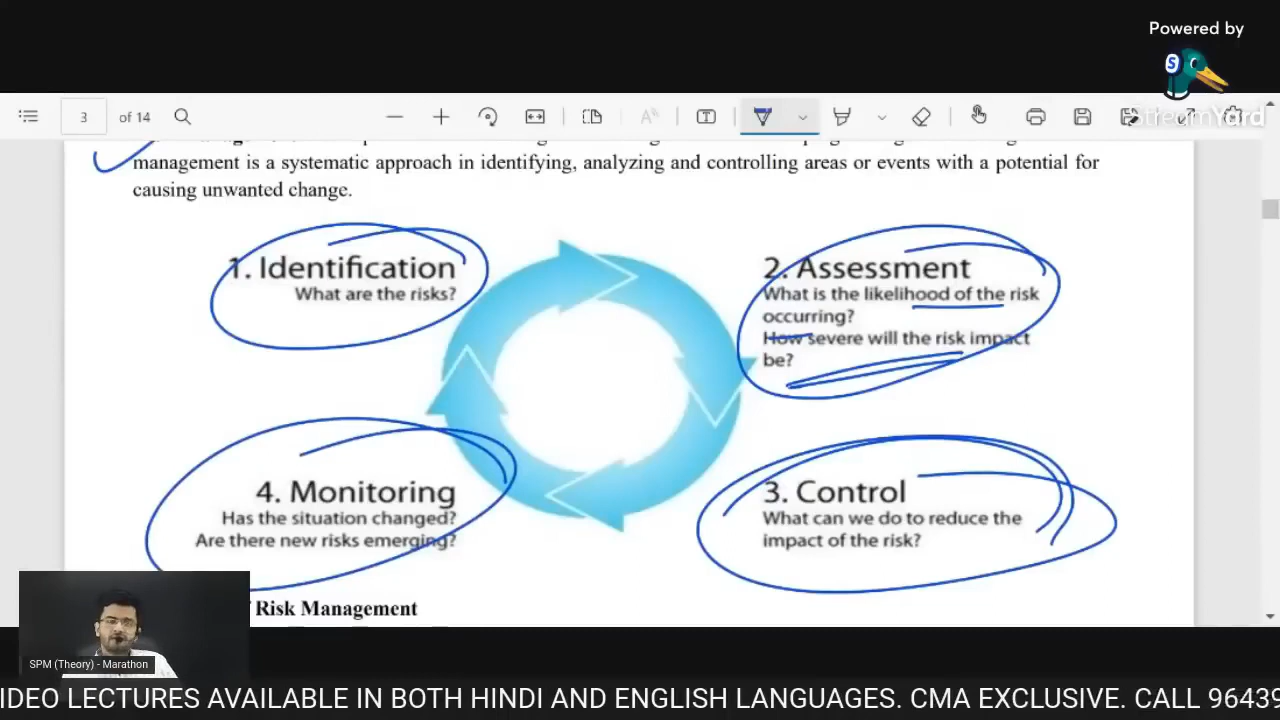 Powered by
S
StreamYard
3
of 14
management is a systematic approach in identifying, analyzing and controlling areas or events with a potential for
causing unwanted change.
1. Identification
What are the risks?
2. Assessment
What is the likelihood of the risk
occurring?
How severe will the risk impact
be?
4. Monitoring
Has the situation changed?
Are there new risks emerging?
3. Control
What can we do to reduce the
impact of the risk?
Risk Management
SPM (Theory) - Marathon
IDEO LECTURES AVAILABLE IN BOTH HINDI AND ENGLISH LANGUAGES. CMA EXCLUSIVE. CALL 96439